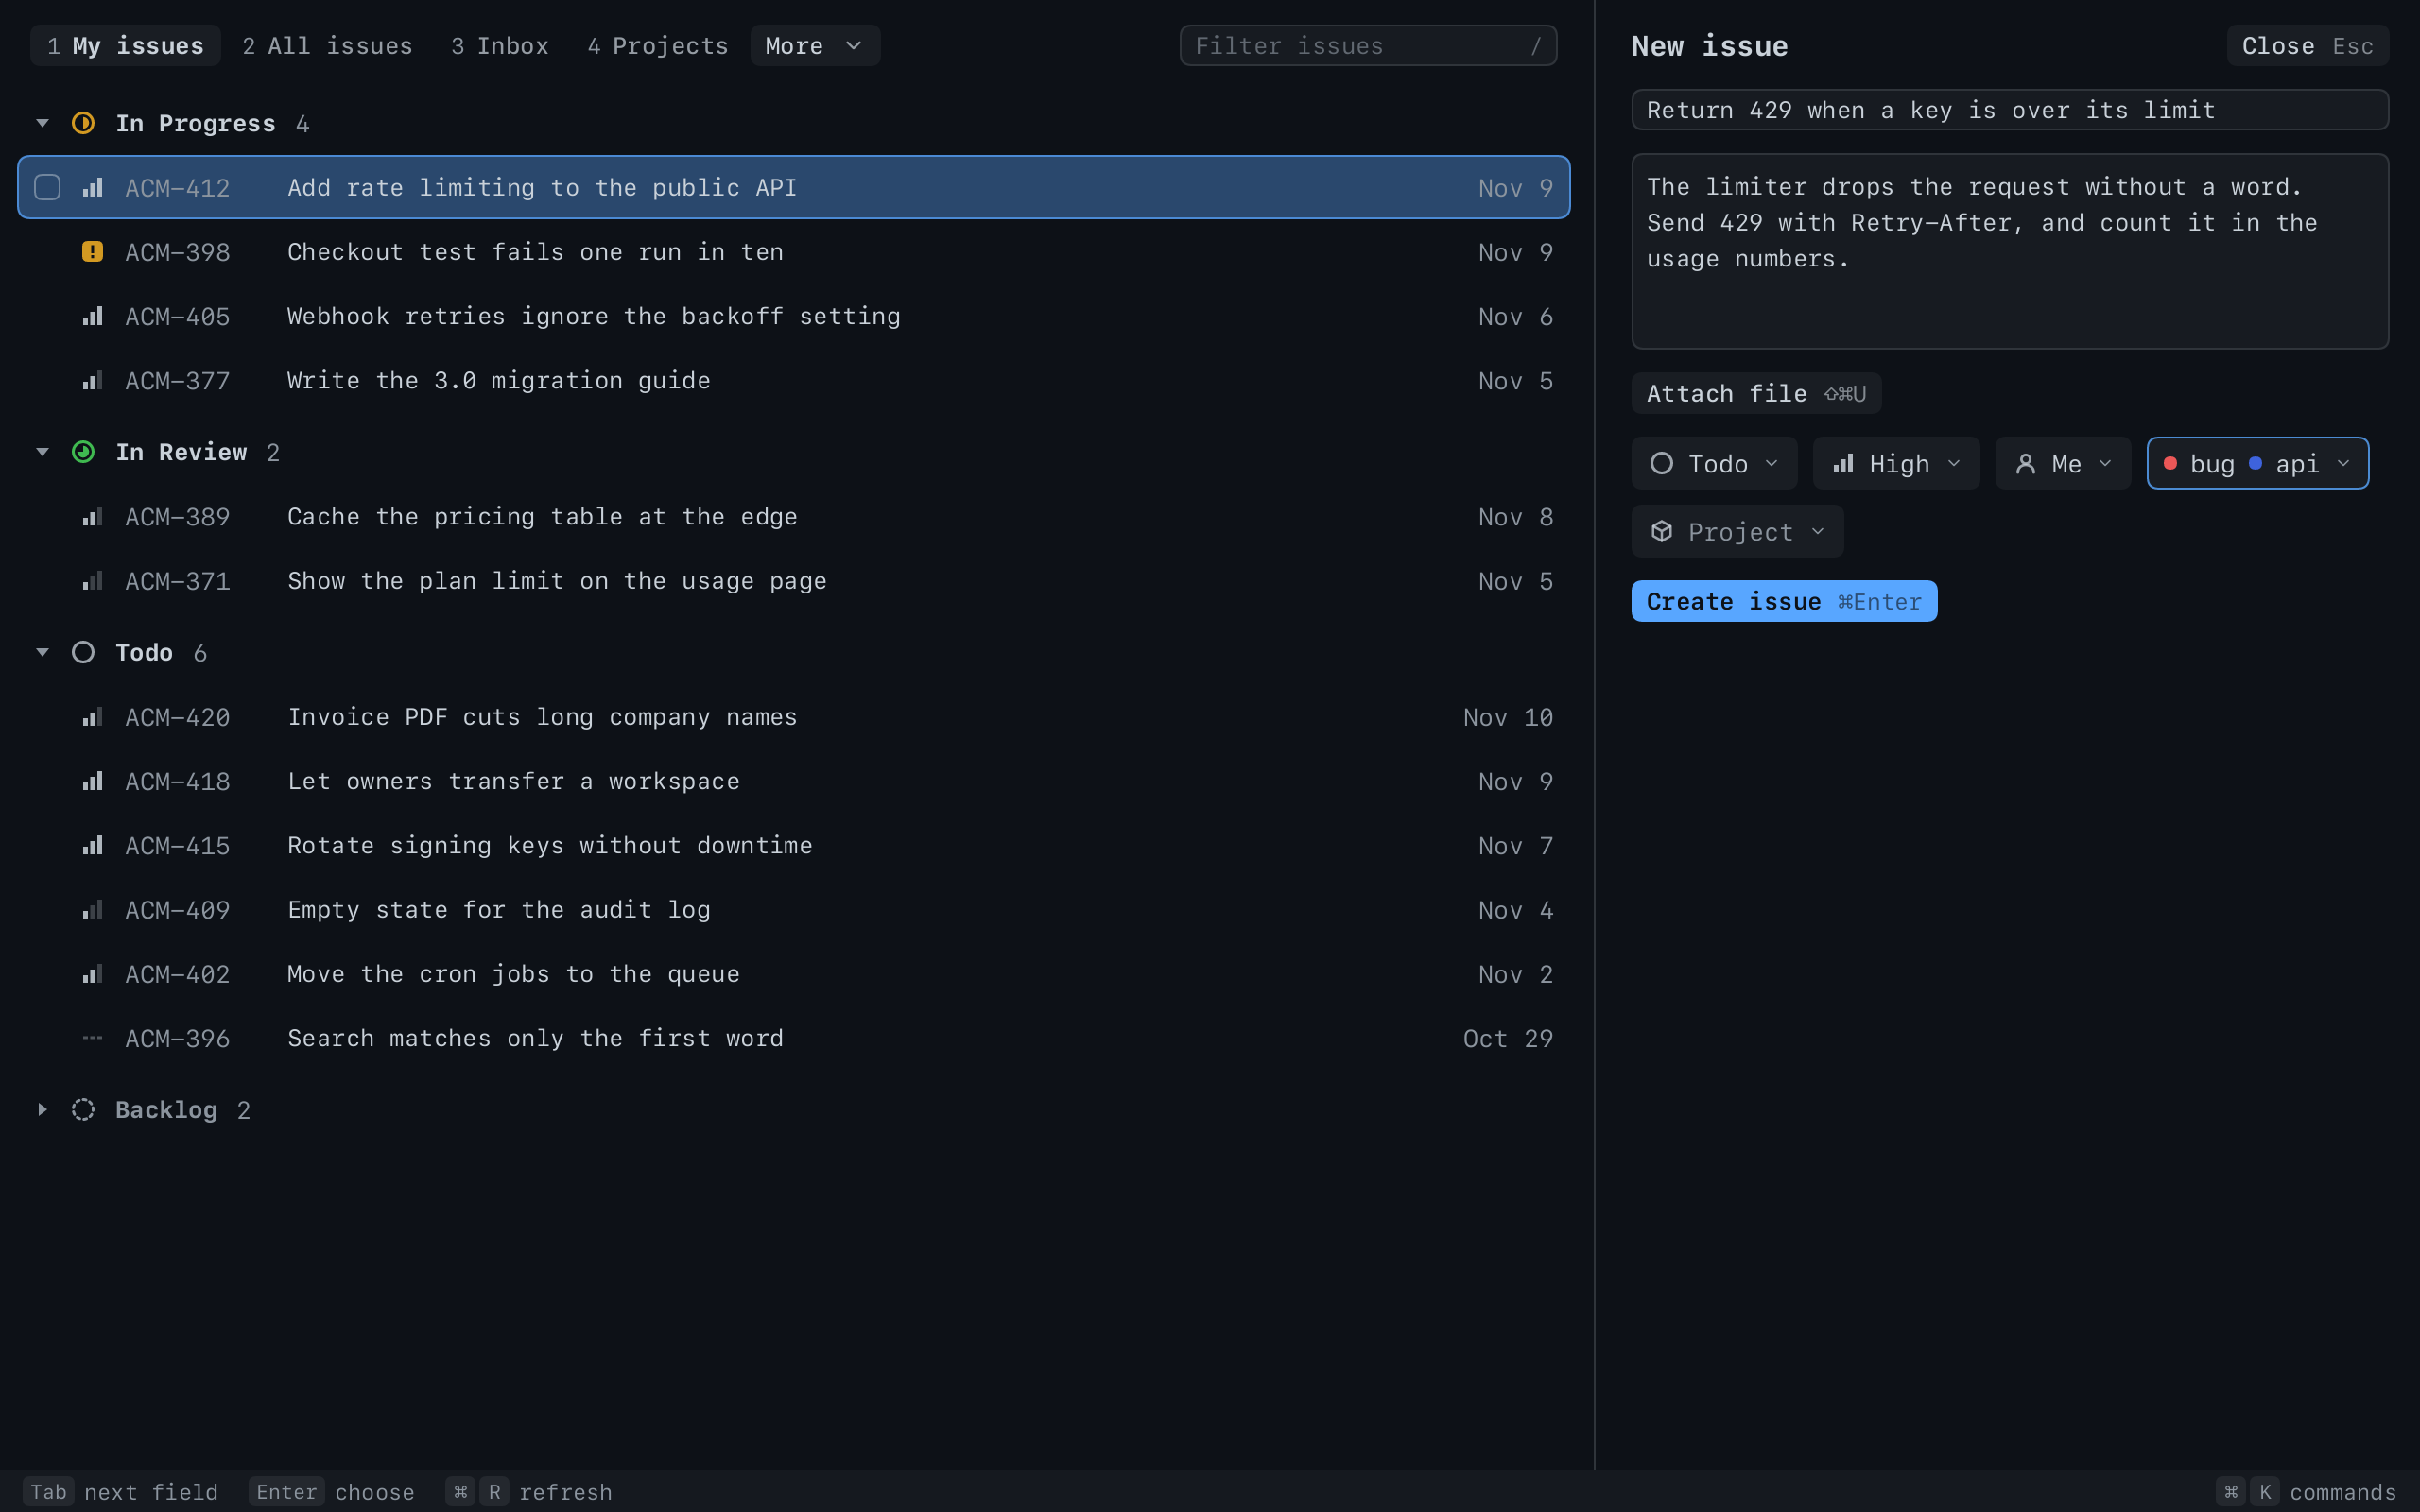 1 My issues 2 All issues 3 Inbox 4 Projects More
Filter issues /
In Progress 4
ACM-412 Add rate limiting to the public API Nov 9
ACM-398 Checkout test fails one run in ten Nov 9
ACM-405 Webhook retries ignore the backoff setting Nov 6
ACM-377 Write the 3.0 migration guide Nov 5
In Review 2
ACM-389 Cache the pricing table at the edge Nov 8
ACM-371 Show the plan limit on the usage page Nov 5
Todo 6
ACM-420 Invoice PDF cuts long company names Nov 10
ACM-418 Let owners transfer a workspace Nov 9
ACM-415 Rotate signing keys without downtime Nov 7
ACM-409 Empty state for the audit log Nov 4
ACM-402 Move the cron jobs to the queue Nov 2
ACM-396 Search matches only the first word Oct 29
Backlog 2
New issue Close Esc
Return 429 when a key is over its limit
The limiter drops the request without a word.
Send 429 with Retry-After, and count it in the
usage numbers.
Attach file ⇧⌘U
Todo High Me bug api
Project
Create issue ⌘Enter
Tab next field Enter choose ⌘ R refresh
⌘ K commands